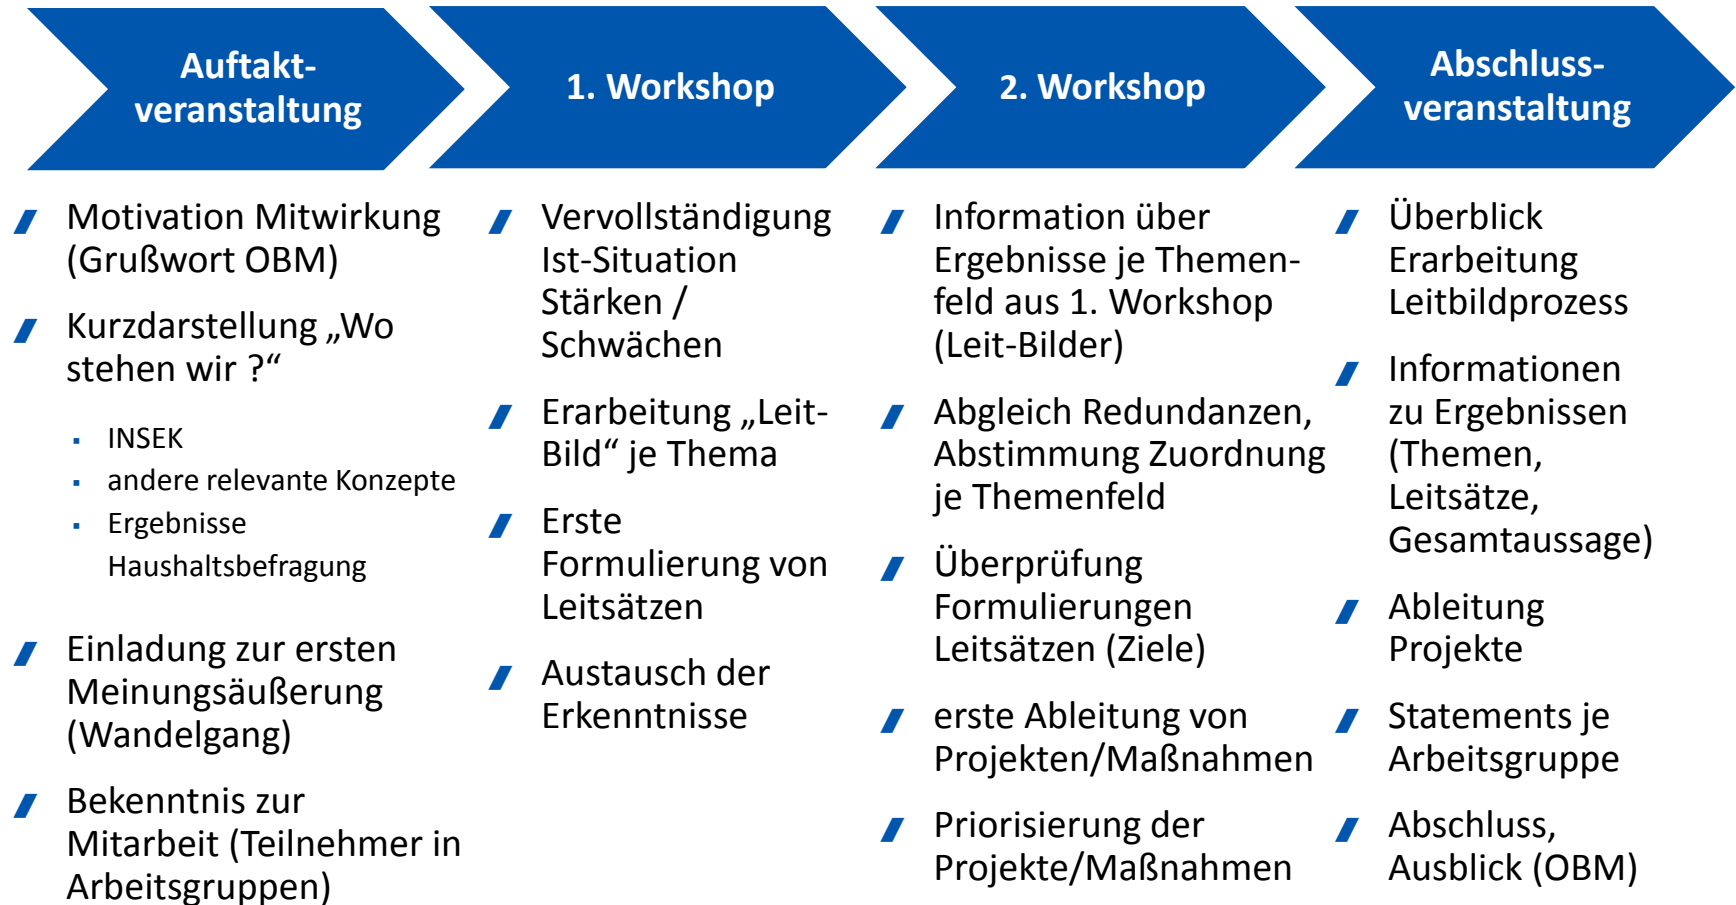 Auftakt-
veranstaltung
Motivation Mitwirkung
(Grußwort OBM)
Kurzdarstellung „Wo
stehen wir ?“
INSEK
andere relevante Konzepte
Ergebnisse
Haushaltsbefragung
Einladung zur ersten
Meinungsäußerung
(Wandelgang)
Bekenntnis zur
Mitarbeit (Teilnehmer in
Arbeitsgruppen)
1. Workshop
Vervollständigung
Ist-Situation
Stärken /
Schwächen
Erarbeitung „Leit-
Bild“ je Thema
Erste
Formulierung von
Leitsätzen
Austausch der
Erkenntnisse
2. Workshop
Information über
Ergebnisse je Themen-
feld aus 1. Workshop
(Leit-Bilder)
Abgleich Redundanzen,
Abstimmung Zuordnung
je Themenfeld
Überprüfung
Formulierungen
Leitsätzen (Ziele)
erste Ableitung von
Projekten/Maßnahmen
Priorisierung der
Projekte/Maßnahmen
Abschluss-
veranstaltung
Überblick
Erarbeitung
Leitbildprozess
Informationen
zu Ergebnissen
(Themen,
Leitsätze,
Gesamtaussage)
Ableitung
Projekte
Statements je
Arbeitsgruppe
Abschluss,
Ausblick (OBM)